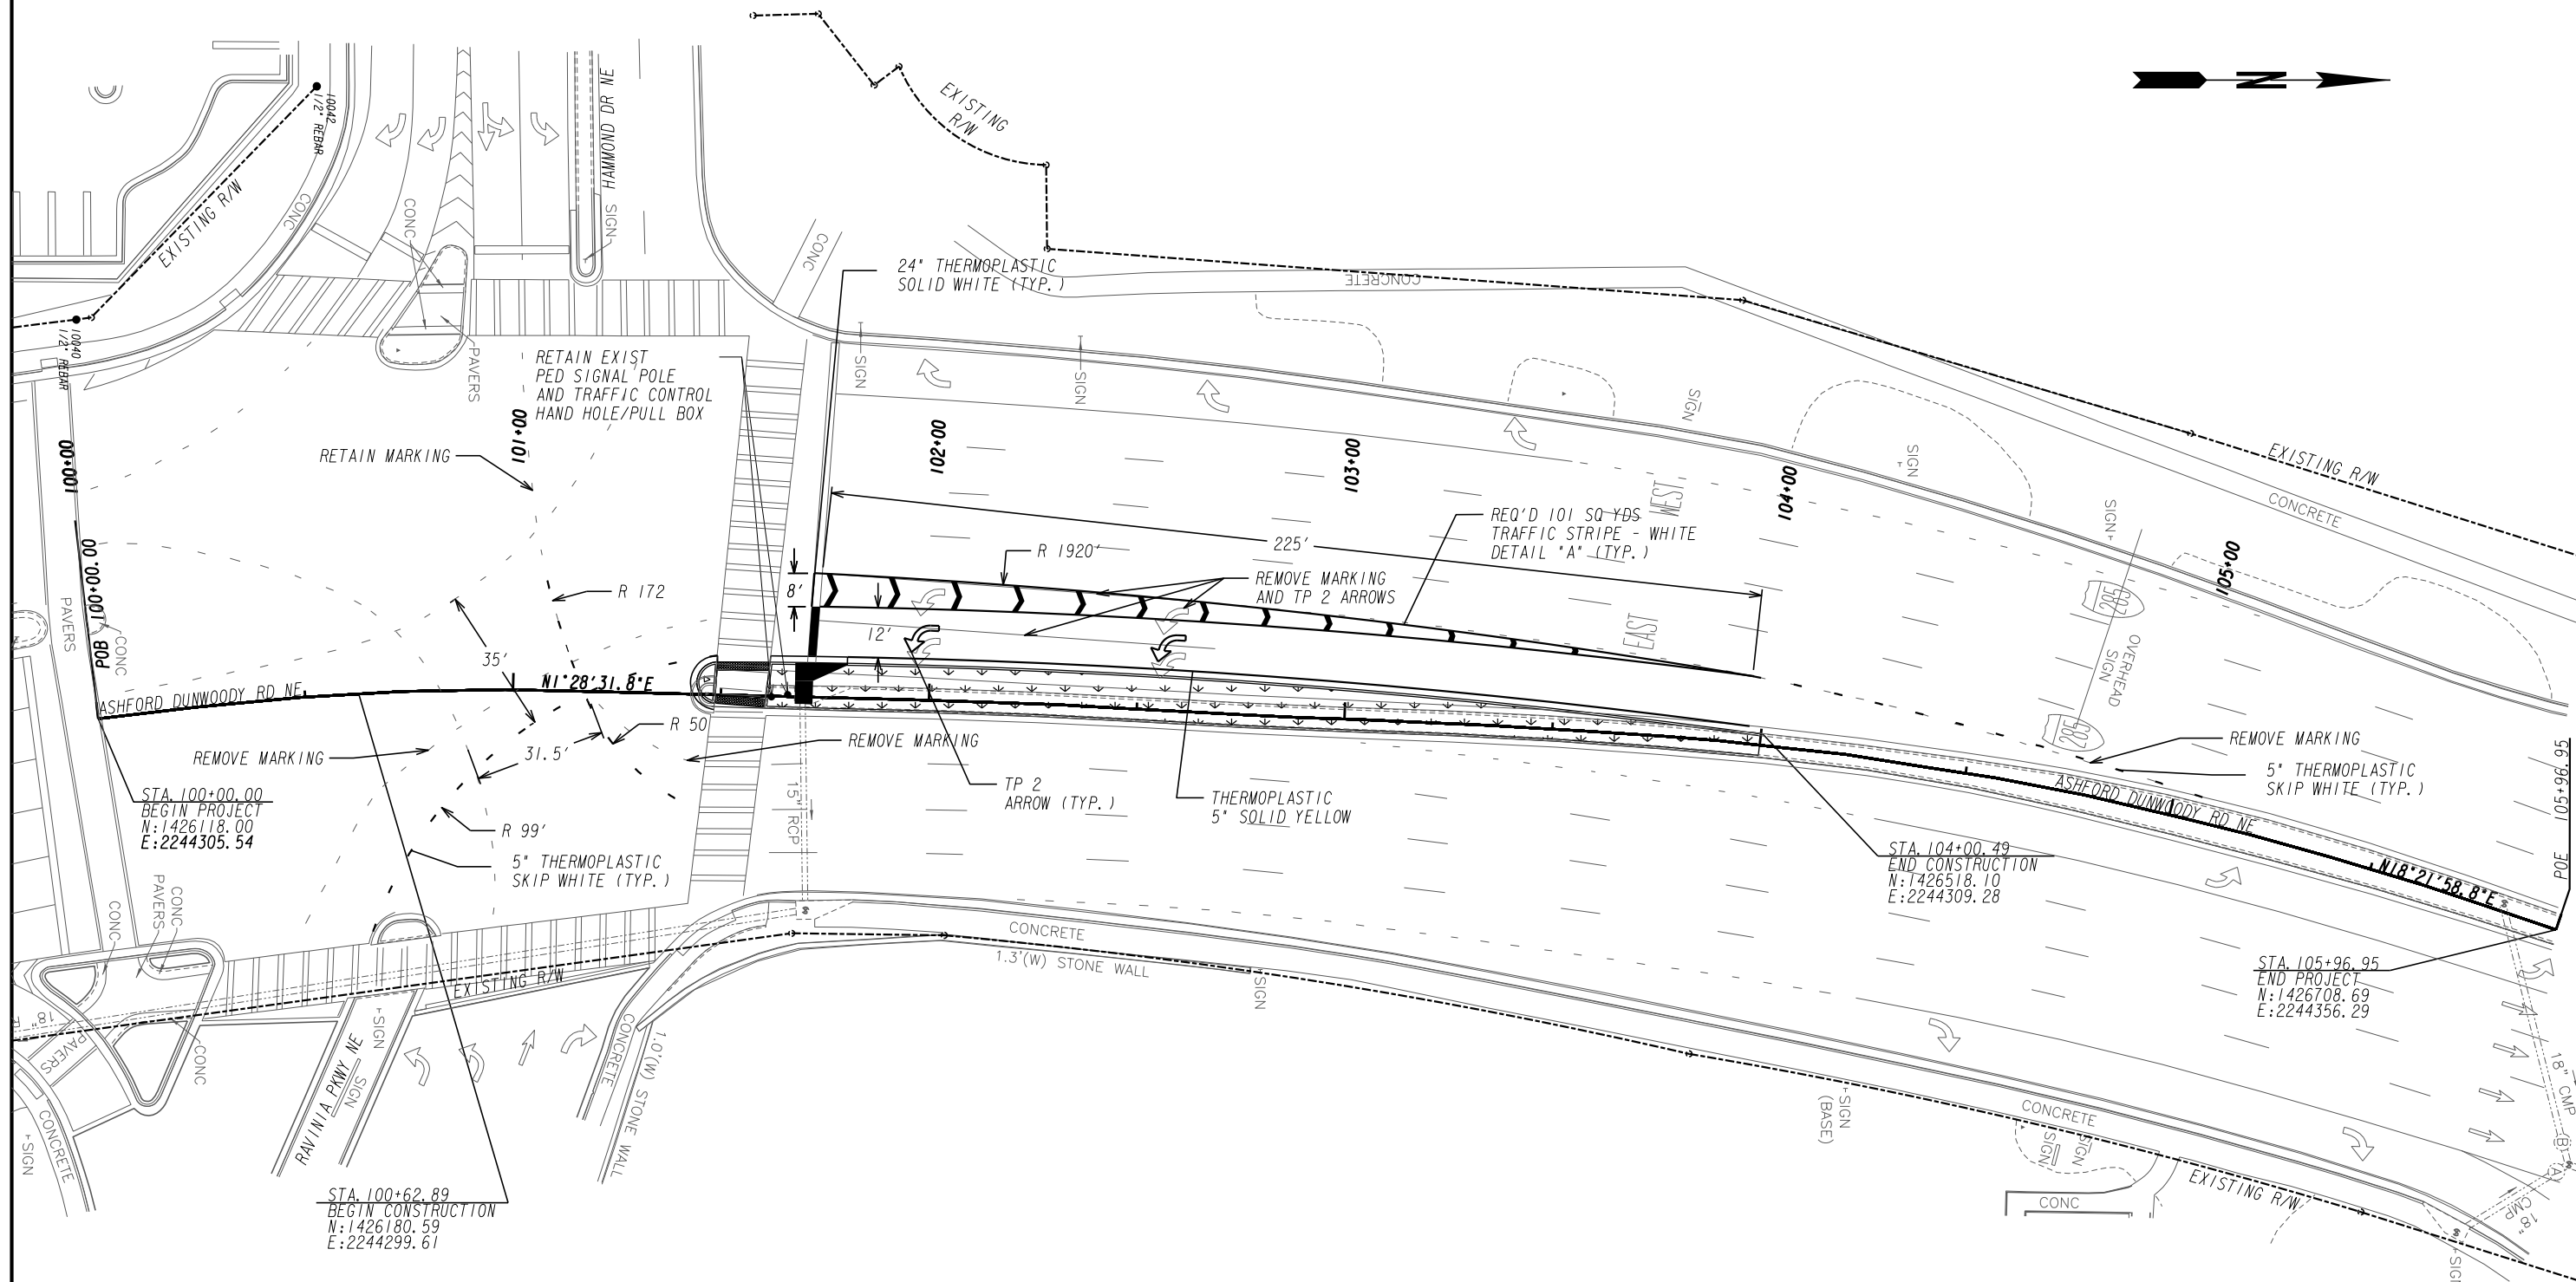 N
EXISTING
R/W
HAMMOND DR NE
SIGN
10042
1/2" REBAR
EXISTING R/W
CONC
CONC
CONC
10040
1/2" REBAR
PAVERS
24" THERMOPLASTIC
SOLID WHITE (TYP.)
CONCRETE
RETAIN EXIST
PED SIGNAL POLE
AND TRAFFIC CONTROL
HAND HOLE/PULL BOX
SIGN
SIGN
SIGN
SIGN
EXISTING R/W
CONCRETE
100+00
101+00
102+00
103+00
104+00
105+00
RETAIN MARKING
WEST
EAST
SIGN
REQ'D 101 SQ YDS
TRAFFIC STRIPE - WHITE
DETAIL "A" (TYP.)
225'
R 1920'
REMOVE MARKING
AND TP 2 ARROWS
8'
12'
R 172
35'
POB 100+00.00
PAVERS
CONC
N1°28'31.8"E
ASHFORD DUNWOODY RD NE
R 50
31.5'
REMOVE MARKING
REMOVE MARKING
285
285
OVERHEAD
SIGN
REMOVE MARKING
5" THERMOPLASTIC
SKIP WHITE (TYP.)
ASHFORD DUNWOODY RD NE
POE 105+96.95
TP 2
ARROW (TYP.)
THERMOPLASTIC
5" SOLID YELLOW
15" RCP
STA. 100+00.00
BEGIN PROJECT
N:1426118.00
E:2244305.54
R 99'
5" THERMOPLASTIC
SKIP WHITE (TYP.)
STA. 104+00.49
END CONSTRUCTION
N:1426518.10
E:2244309.28
N18°21'58.8"E
STA. 105+96.95
END PROJECT
N:1426708.69
E:2244356.29
CONC
PAVERS
CONC
CONCRETE
1.3'(W) STONE WALL
SIGN
EXISTING R/W
18"
PAVERS
CONC
SIGN
RAVINIA PKWY NE
SIGN
CONCRETE
1.0'(W) STONE WALL
CONCRETE
SIGN
SIGN
(BASE)
CONCRETE
SIGN
SIGN
EXISTING R/W
CONC
18" CMP
(B)
(A)
18" CMP
STA. 100+62.89
BEGIN CONSTRUCTION
N:1426180.59
E:2244299.61